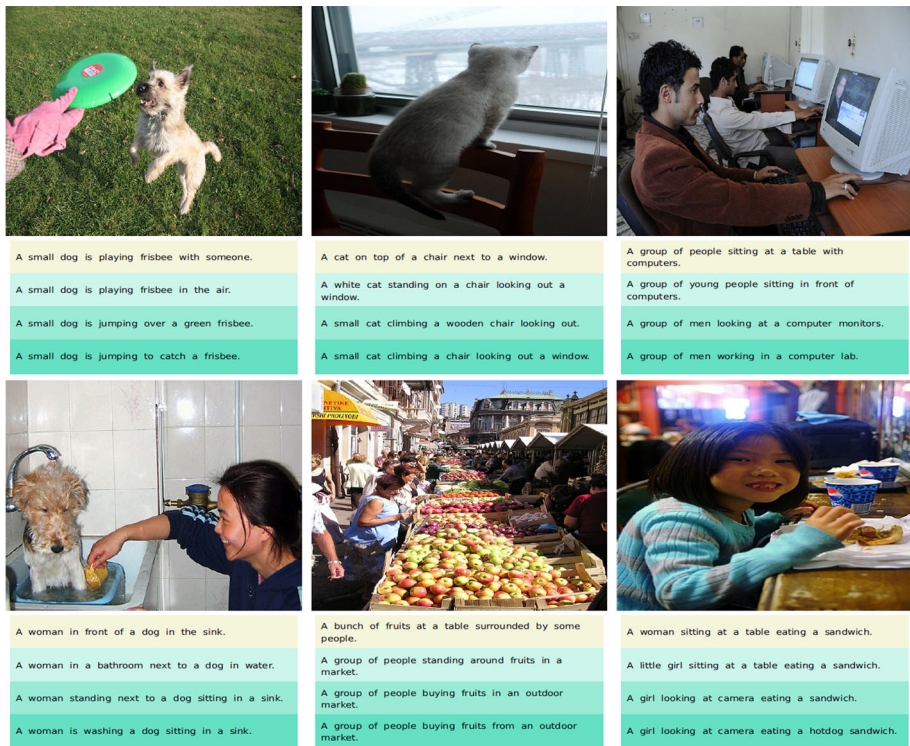 A small dog is playing frisbee with someone.
A small dog is playing frisbee in the air.
A small dog is jumping over a green frisbee.
A small dog is jumping to catch a frisbee.
A cat on top of a chair next to a window.
A white cat standing on a chair looking out a
window.
A small cat climbing a wooden chair looking out.
A small cat climbing a chair looking out a window.
A group of people sitting at a table with
computers.
A group of young people sitting in front of
computers.
A group of men looking at a computer monitors.
A group of men working in a computer lab.
A woman in front of a dog in the sink.
A woman in a bathroom next to a dog in water.
A woman standing next to a dog sitting in a sink.
A woman is washing a dog sitting in a sink.
A bunch of fruits at a table surrounded by some
people.
A group of people standing around fruits in a
market.
A group of people buying fruits in an outdoor
market.
A group of people buying fruits from an outdoor
market.
A woman sitting at a table eating a sandwich.
A little girl sitting at a table eating a sandwich.
A girl looking at camera eating a sandwich.
A girl looking at camera eating a hotdog sandwich.